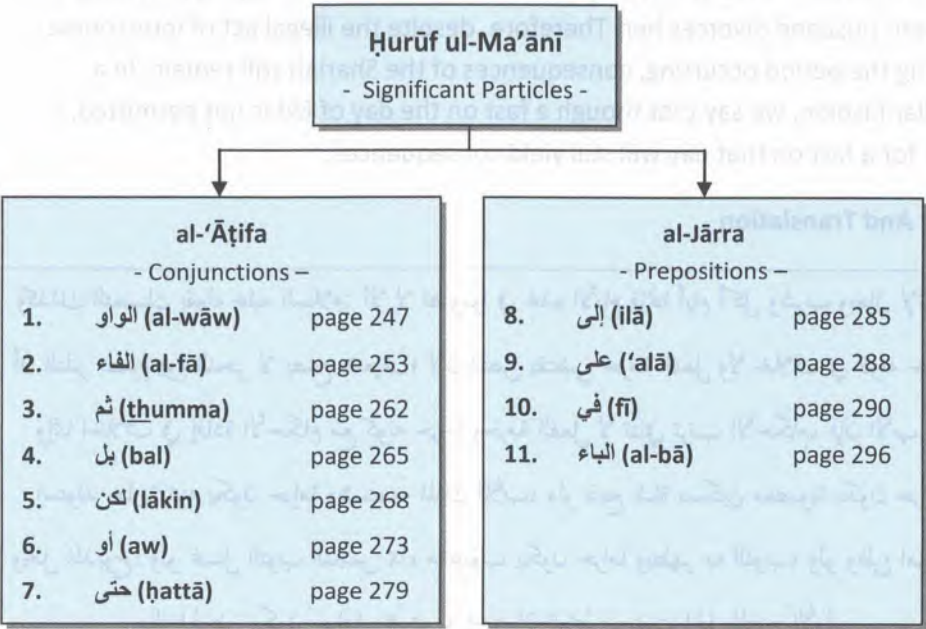 Ḥurūf ul-Ma'āni
- Significant Particles -
al-‘Āṭifa
- Conjunctions –
1. الواو (al-wāw) page 247
2. الفاء (al-fā) page 253
3. ثم (thumma) page 262
4. بل (bal) page 265
5. لكن (lākin) page 268
6. أو (aw) page 273
7. حتى (ḥattā) page 279
al-Jārra
- Prepositions –
8. إلى (ilā) page 285
9. على (‘alā) page 288
10. في (fī) page 290
11. الباء (al-bā) page 296